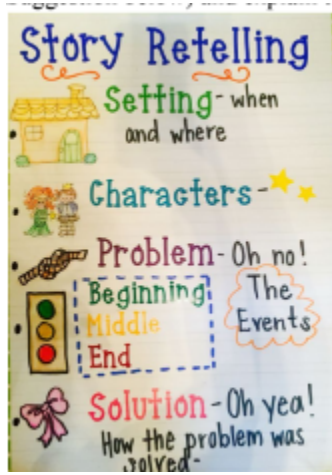 Story Retelling
Setting - when
and where
Characters -
Problem - Oh no!
Beginning
Middle
End
The
Events
Solution - Oh yea!
How the problem was
solved -